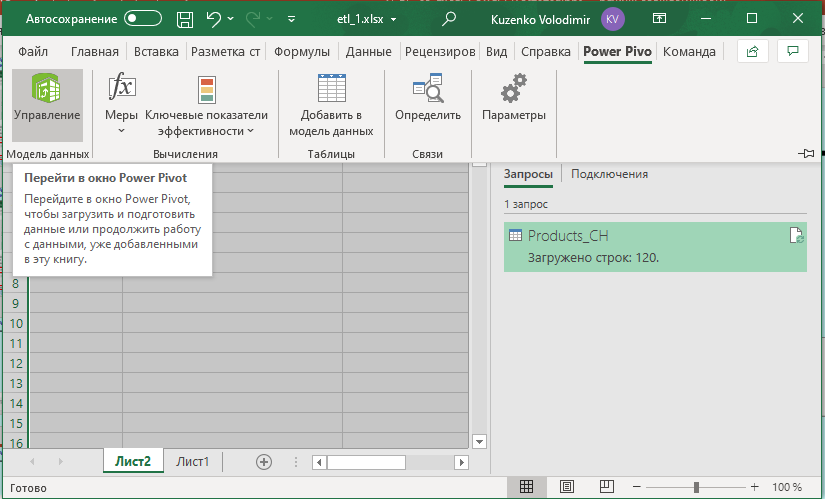 Автосохранение etl_1.xlsx Kuzenko Volodimir KV
Файл Главная Вставка Разметка ст Формулы Данные Рецензиров Вид Справка Power Pivo Команда
Управление Меры Ключевые показатели эффективности Добавить в модель данных Определить Параметры
Модель данных Вычисления Таблицы Связи
Перейти в окно Power Pivot
Перейдите в окно Power Pivot,
чтобы загрузить и подготовить
данные или продолжить работу
с данными, уже добавленными
в эту книгу.
Запросы Подключения
1 запрос
Products_CH
Загружено строк: 120.
8
9
10
11
12
13
14
15
16
Лист2 Лист1
Готово 100 %